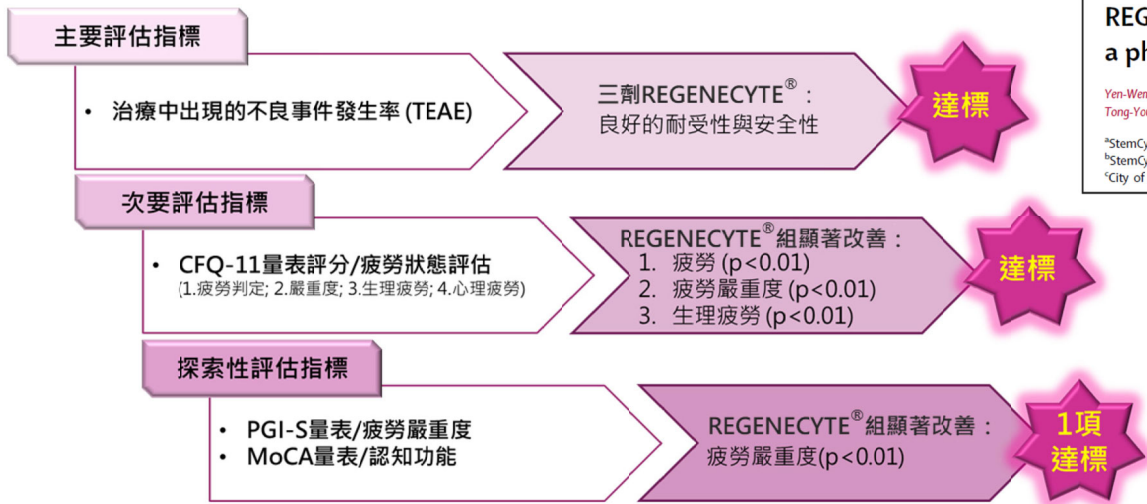 主要評估指標
• 治療中出現的不良事件發生率 (TEAE)
三劑REGENECYTE®：
良好的耐受性與安全性
達標
次要評估指標
• CFQ-11量表評分/疲勞狀態評估
(1.疲勞判定; 2.嚴重度; 3.生理疲勞; 4.心理疲勞)
REGENECYTE®組顯著改善：
1. 疲勞 (p<0.01)
2. 疲勞嚴重度 (p<0.01)
3. 生理疲勞 (p<0.01)
達標
探索性評估指標
• PGI-S量表/疲勞嚴重度
• MoCA量表/認知功能
REGENECYTE®組顯著改善：
疲勞嚴重度(p<0.01)
1項
達標
REG
a ph
Yen-Wen
Tong-You
ᵃStemCy
ᵇStemCy
ᶜCity of